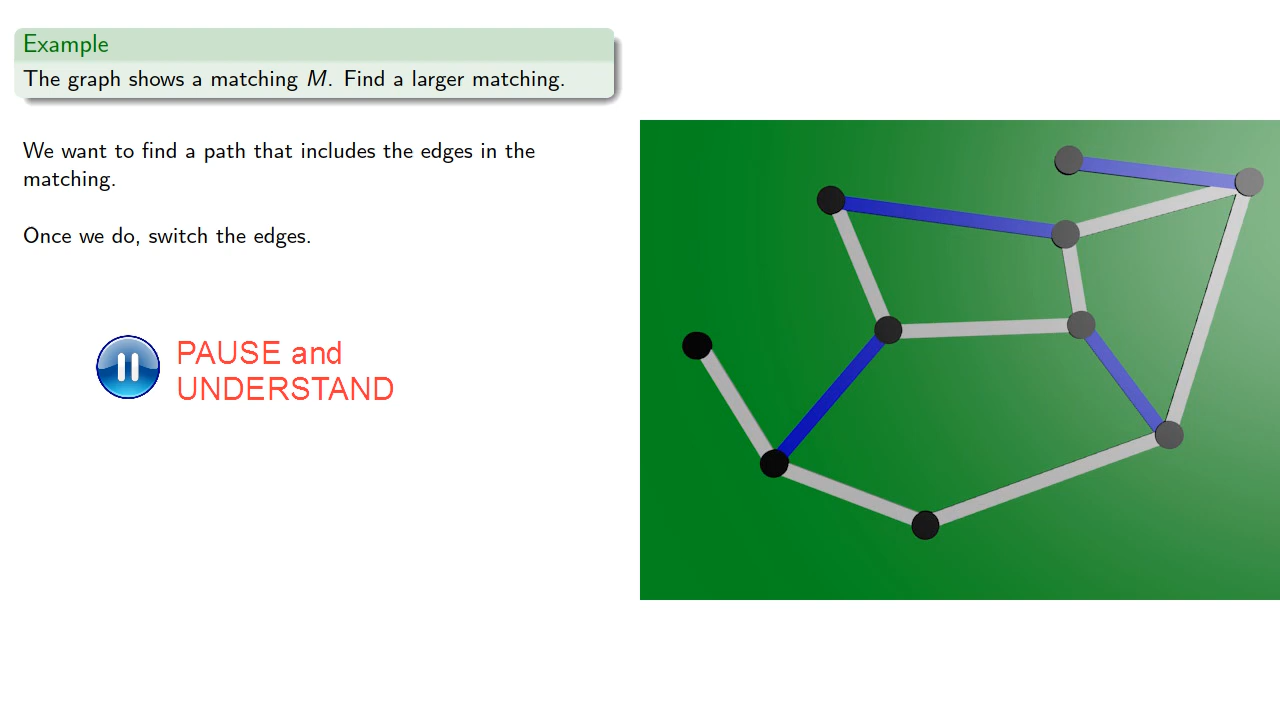 Example
The graph shows a matching M. Find a larger matching.
We want to find a path that includes the edges in the
matching.
Once we do, switch the edges.
PAUSE and
UNDERSTAND